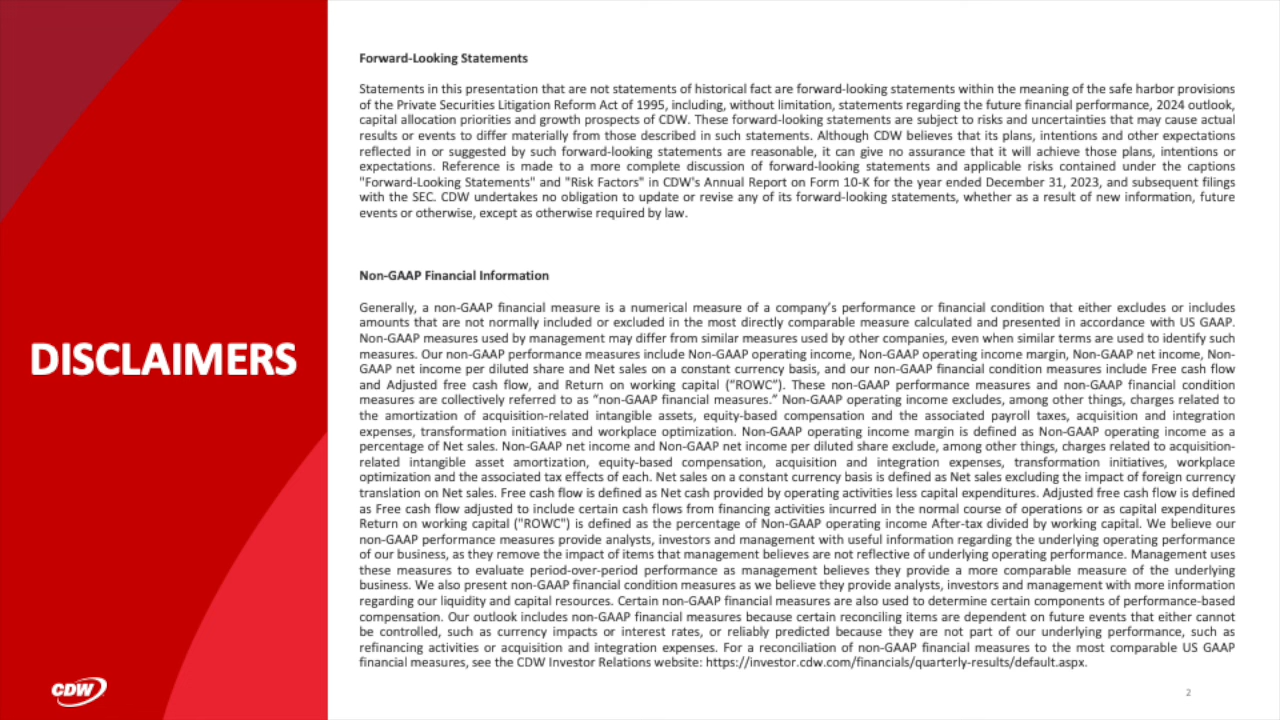 DISCLAIMERS
CDW
Forward-Looking Statements
Statements in this presentation that are not statements of historical fact are forward-looking statements within the meaning of the safe harbor provisions
of the Private Securities Litigation Reform Act of 1995, including, without limitation, statements regarding the future financial performance, 2024 outlook,
capital allocation priorities and growth prospects of CDW. These forward-looking statements are subject to risks and uncertainties that may cause actual
results or events to differ materially from those described in such statements. Although CDW believes that its plans, intentions and other expectations
reflected in or suggested by such forward-looking statements are reasonable, it can give no assurance that it will achieve those plans, intentions or
expectations. Reference is made to a more complete discussion of forward-looking statements and applicable risks contained under the captions
"Forward-Looking Statements" and "Risk Factors" in CDW's Annual Report on Form 10-K for the year ended December 31, 2023, and subsequent filings
with the SEC. CDW undertakes no obligation to update or revise any of its forward-looking statements, whether as a result of new information, future
events or otherwise, except as otherwise required by law.
Non-GAAP Financial Information
Generally, a non-GAAP financial measure is a numerical measure of a company’s performance or financial condition that either excludes or includes
amounts that are not normally included or excluded in the most directly comparable measure calculated and presented in accordance with US GAAP.
Non-GAAP measures used by management may differ from similar measures used by other companies, even when similar terms are used to identify such
measures. Our non-GAAP performance measures include Non-GAAP operating income, Non-GAAP operating income margin, Non-GAAP net income, Non-
GAAP net income per diluted share and Net sales on a constant currency basis, and our non-GAAP financial condition measures include Free cash flow
and Adjusted free cash flow, and Return on working capital (“ROWC”). These non-GAAP performance measures and non-GAAP financial condition
measures are collectively referred to as “non-GAAP financial measures.” Non-GAAP operating income excludes, among other things, charges related to
the amortization of acquisition-related intangible assets, equity-based compensation and the associated payroll taxes, acquisition and integration
expenses, transformation initiatives and workplace optimization. Non-GAAP operating income margin is defined as Non-GAAP operating income as a
percentage of Net sales. Non-GAAP net income and Non-GAAP net income per diluted share exclude, among other things, charges related to acquisition-
related intangible asset amortization, equity-based compensation, acquisition and integration expenses, transformation initiatives, workplace
optimization and the associated tax effects of each. Net sales on a constant currency basis is defined as Net sales excluding the impact of foreign currency
translation on Net sales. Free cash flow is defined as Net cash provided by operating activities less capital expenditures. Adjusted free cash flow is defined
as Free cash flow adjusted to include certain cash flows from financing activities incurred in the normal course of operations or as capital expenditures
Return on working capital ("ROWC") is defined as the percentage of Non-GAAP operating income After-tax divided by working capital. We believe our
non-GAAP performance measures provide analysts, investors and management with useful information regarding the underlying operating performance
of our business, as they remove the impact of items that management believes are not reflective of underlying operating performance. Management uses
these measures to evaluate period-over-period performance as management believes they provide a more comparable measure of the underlying
business. We also present non-GAAP financial condition measures as we believe they provide analysts, investors and management with more information
regarding our liquidity and capital resources. Certain non-GAAP financial measures are also used to determine certain components of performance-based
compensation. Our outlook includes non-GAAP financial measures because certain reconciling items are dependent on future events that either cannot
be controlled, such as currency impacts or interest rates, or reliably predicted because they are not part of our underlying performance, such as
refinancing activities or acquisition and integration expenses. For a reconciliation of non-GAAP financial measures to the most comparable US GAAP
financial measures, see the CDW Investor Relations website: https://investor.cdw.com/financials/quarterly-results/default.aspx.
2